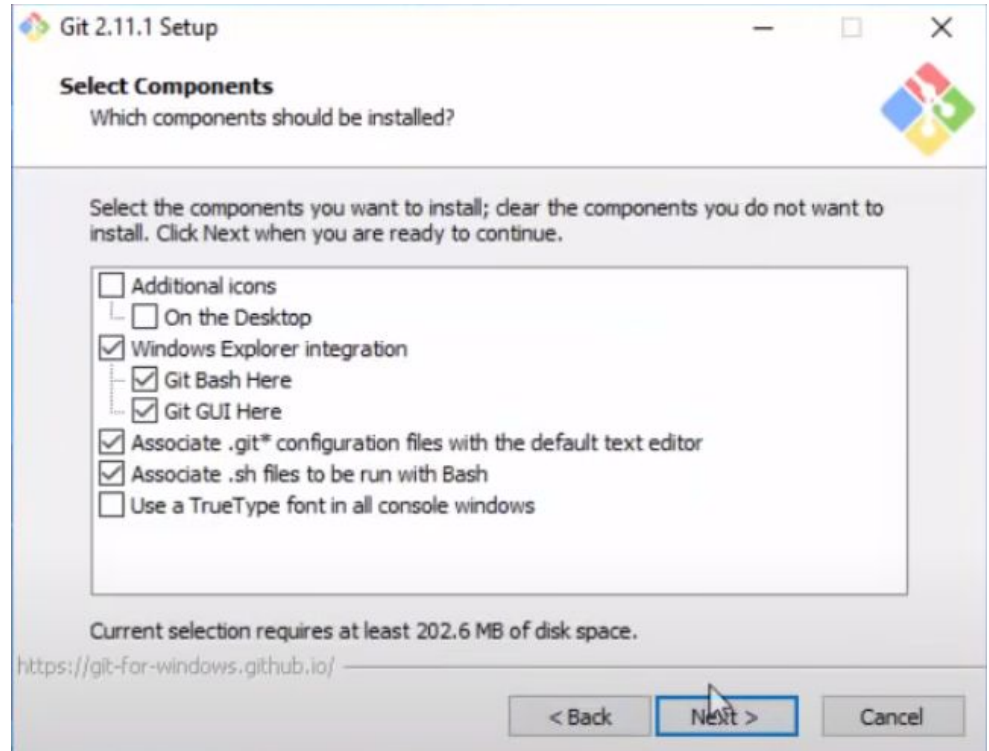 Git 2.11.1 Setup
Select Components
Which components should be installed?
Select the components you want to install; clear the components you do not want to
install. Click Next when you are ready to continue.
Additional icons
On the Desktop
Windows Explorer integration
Git Bash Here
Git GUI Here
Associate .git* configuration files with the default text editor
Associate .sh files to be run with Bash
Use a TrueType font in all console windows
Current selection requires at least 202.6 MB of disk space.
https://git-for-windows.github.io/
< Back
Next >
Cancel